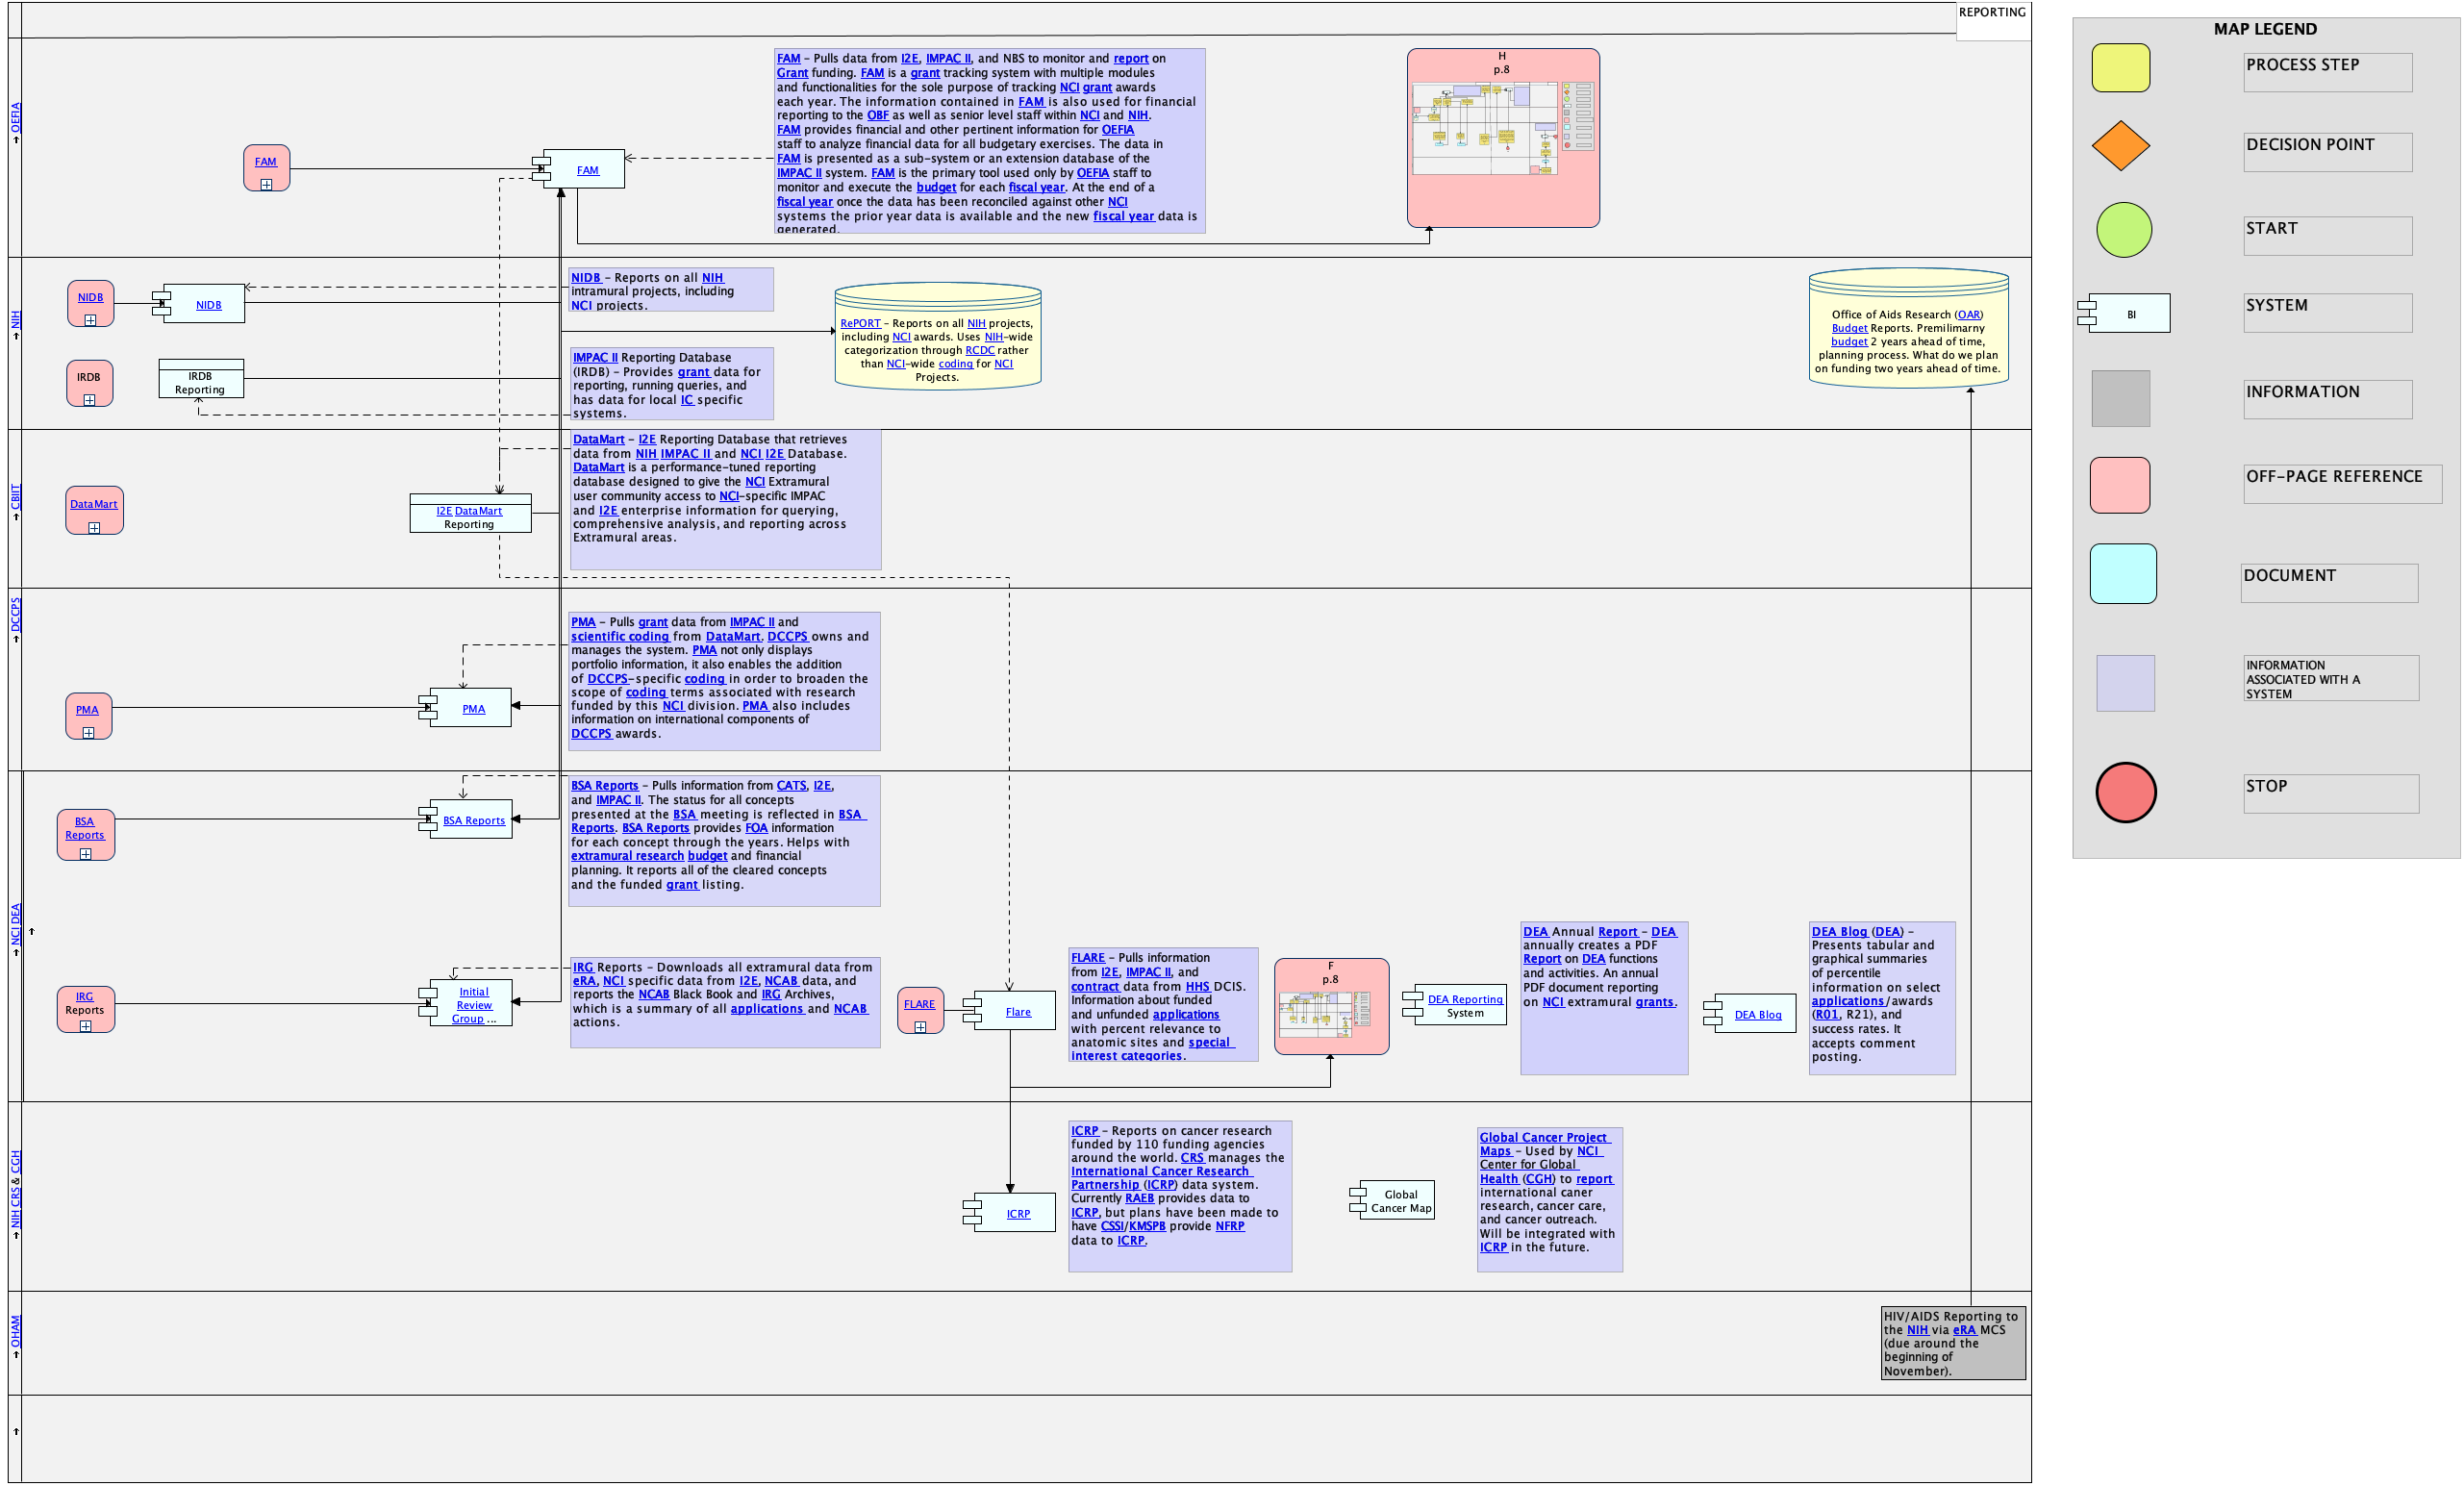 REPORTING
OEFIA
FAM
FAM
FAM - Pulls data from I2E, IMPAC II, and NBS to monitor and report on
Grant funding. FAM is a grant tracking system with multiple modules
and functionalities for the sole purpose of tracking NCI grant awards
each year. The information contained in FAM is also used for financial
reporting to the OBF as well as senior level staff within NCI and NIH.
FAM provides financial and other pertinent information for OEFIA
staff to analyze financial data for all budgetary exercises. The data in
FAM is presented as a sub-system or an extension database of the
IMPAC II system. FAM is the primary tool used only by OEFIA staff to
monitor and execute the budget for each fiscal year. At the end of a
fiscal year once the data has been reconciled against other NCI
systems the prior year data is available and the new fiscal year data is
generated.
H
p.8
NIH
NIDB
NIDB
NIDB - Reports on all NIH
intramural projects, including
NCI projects.
IRDB
IRDB
Reporting
IMPAC II Reporting Database
(IRDB) - Provides grant data for
reporting, running queries, and
has data for local IC specific
systems.
RePORT - Reports on all NIH projects,
including NCI awards. Uses NIH-wide
categorization through RCDC rather
than NCI-wide coding for NCI
Projects.
Office of Aids Research (OAR)
Budget Reports. Premilimarny
budget 2 years ahead of time,
planning process. What do we plan
on funding two years ahead of time.
CBIIT
DataMart
I2E DataMart
Reporting
DataMart - I2E Reporting Database that retrieves
data from NIH IMPAC II and NCI I2E Database.
DataMart is a performance-tuned reporting
database designed to give the NCI Extramural
user community access to NCI-specific IMPAC
and I2E enterprise information for querying,
comprehensive analysis, and reporting across
Extramural areas.
DCCPS
PMA
PMA
PMA - Pulls grant data from IMPAC II and
scientific coding from DataMart. DCCPS owns and
manages the system. PMA not only displays
portfolio information, it also enables the addition
of DCCPS-specific coding in order to broaden the
scope of coding terms associated with research
funded by this NCI division. PMA also includes
information on international components of
DCCPS awards.
NCI DEA
BSA
Reports
BSA Reports
BSA Reports - Pulls information from CATS, I2E,
and IMPAC II. The status for all concepts
presented at the BSA meeting is reflected in BSA
Reports. BSA Reports provides FOA information
for each concept through the years. Helps with
extramural research budget and financial
planning. It reports all of the cleared concepts
and the funded grant listing.
IRG
Reports
Initial
Review
Group ...
IRG Reports - Downloads all extramural data from
eRA, NCI specific data from I2E, NCAB data, and
reports the NCAB Black Book and IRG Archives,
which is a summary of all applications and NCAB
actions.
FLARE
Flare
FLARE - Pulls information
from I2E, IMPAC II, and
contract data from HHS DCIS.
Information about funded
and unfunded applications
with percent relevance to
anatomic sites and special
interest categories.
F
p.8
DEA Reporting
System
DEA Annual Report - DEA
annually creates a PDF
Report on DEA functions
and activities. An annual
PDF document reporting
on NCI extramural grants.
DEA Blog
DEA Blog (DEA) -
Presents tabular and
graphical summaries
of percentile
information on select
applications/awards
(R01, R21), and
success rates. It
accepts comment
posting.
NIH CRS & CGH
ICRP
ICRP - Reports on cancer research
funded by 110 funding agencies
around the world. CRS manages the
International Cancer Research
Partnership (ICRP) data system.
Currently RAEB provides data to
ICRP, but plans have been made to
have CSSI/KMSPB provide NFRP
data to ICRP.
Global
Cancer Map
Global Cancer Project
Maps - Used by NCI
Center for Global
Health (CGH) to report
international caner
research, cancer care,
and cancer outreach.
Will be integrated with
ICRP in the future.
OHAM
HIV/AIDS Reporting to
the NIH via eRA MCS
(due around the
beginning of
November).
MAP LEGEND
PROCESS STEP
DECISION POINT
START
BI
SYSTEM
INFORMATION
OFF-PAGE REFERENCE
DOCUMENT
INFORMATION
ASSOCIATED WITH A
SYSTEM
STOP